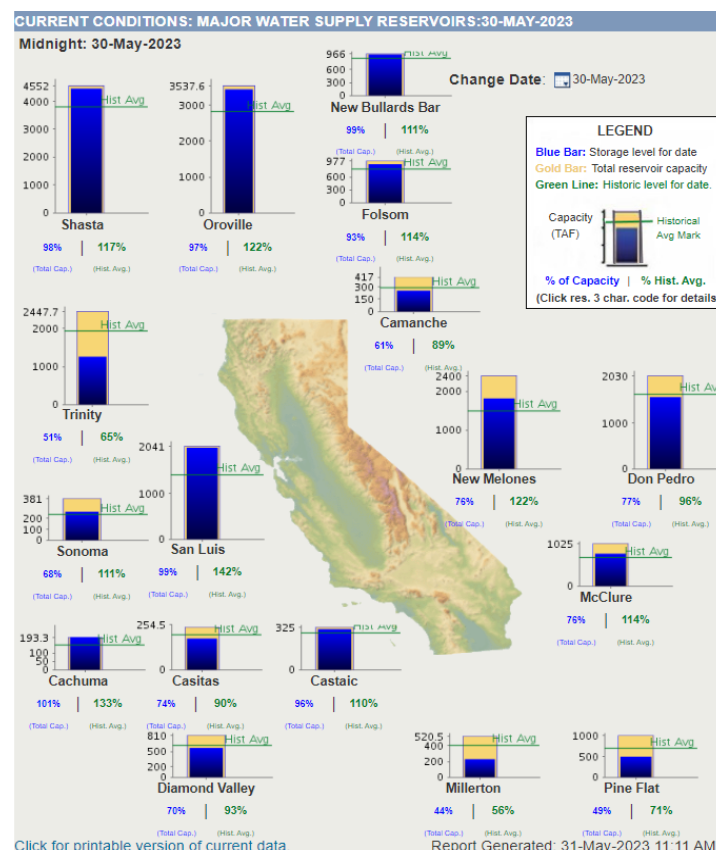 CURRENT CONDITIONS: MAJOR WATER SUPPLY RESERVOIRS:30-MAY-2023
Midnight: 30-May-2023
Change Date: 30-May-2023
4552
4000
3000
2000
1000
0
Hist Avg
Shasta
98% | 117%
(Total Cap.) (Hist. Avg.)
3537.6
3000
2000
1000
0
Hist Avg
Oroville
97% | 122%
(Total Cap.) (Hist. Avg.)
966
600
300
0
Hist Avg
New Bullards Bar
99% | 111%
(Total Cap.) (Hist. Avg.)
977
600
300
0
Hist Avg
Folsom
93% | 114%
(Total Cap.) (Hist. Avg.)
LEGEND
Blue Bar: Storage level for date
Gold Bar: Total reservoir capacity
Green Line: Historic level for date.
Capacity
(TAF)
Historical
Avg Mark
% of Capacity | % Hist. Avg.
(Click res. 3 char. code for details
417
300
150
0
Hist Avg
Camanche
61% | 89%
(Total Cap.) (Hist. Avg.)
2447.7
2000
1000
0
Hist Avg
Trinity
51% | 65%
(Total Cap.) (Hist. Avg.)
2400
2000
1000
0
Hist Avg
New Melones
76% | 122%
(Total Cap.) (Hist. Avg.)
2030
1000
0
Hist Av
Don Pedro
77% | 96%
(Total Cap.) (Hist. Avg.)
381
200
100
0
Hist Avg
Sonoma
68% | 111%
(Total Cap.) (Hist. Avg.)
2041
1000
0
Hist Avg
San Luis
99% | 142%
(Total Cap.) (Hist. Avg.)
1025
0
Hist Avg
McClure
76% | 114%
(Total Cap.) (Hist. Avg.)
193.3
100
50
0
Hist Avg
Cachuma
101% | 133%
(Total Cap.) (Hist. Avg.)
254.5
0
Hist Avg
Casitas
74% | 90%
(Total Cap.) (Hist. Avg.)
325
0
Hist Avg
Castaic
96% | 110%
(Total Cap.) (Hist. Avg.)
810
500
200
0
Hist Avg
Diamond Valley
70% | 93%
(Total Cap.) (Hist. Avg.)
520.5
400
200
0
Hist Avg
Millerton
44% | 56%
(Total Cap.) (Hist. Avg.)
1000
500
0
Hist Avg
Pine Flat
49% | 71%
(Total Cap.) (Hist. Avg.)
Click for printable version of current data
Report Generated: 31-May-2023 11:11 AM